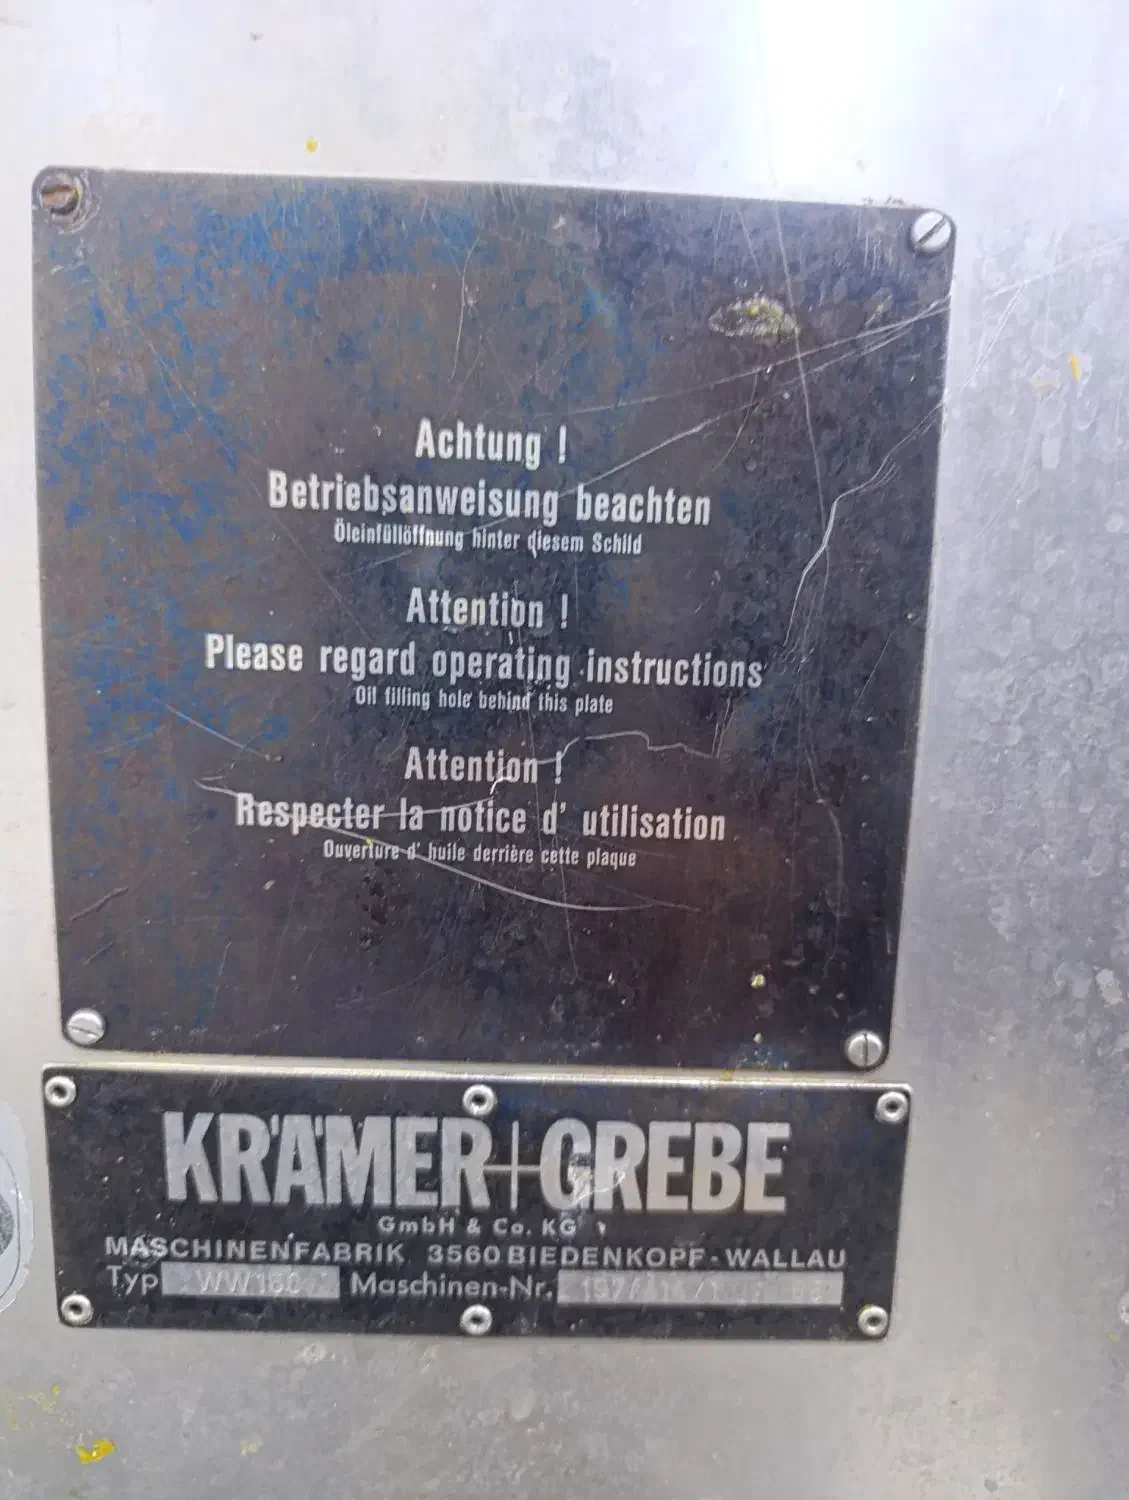 Achtung !
Betriebsanweisung beachten
Öleinfüllöffnung hinter diesem Schild
Attention !
Please regard operating instructions
Oil filling hole behind this plate
Attention !
Respecter la notice d' utilisation
Ouverture d' huile derrière cette plaque
KRÄMER+GREBE
GmbH & Co. KG
MASCHINENFABRIK 3560 BIEDENKOPF-WALLAU
Typ WW160 Maschinen-Nr.